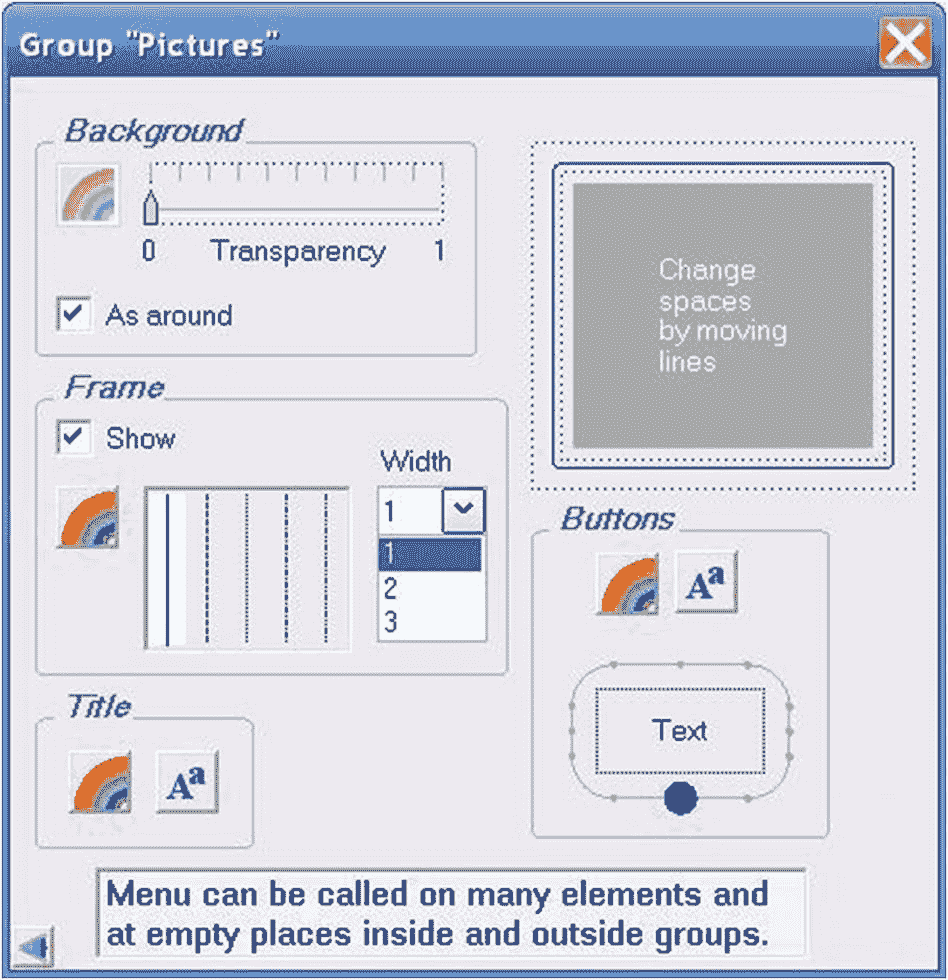 Group "Pictures"
Background
0 Transparency 1
As around
Change
spaces
by moving
lines
Frame
Show
Width
1
1
2
3
Buttons
Aa
Text
Title
Aa
Menu can be called on many elements and
at empty places inside and outside groups.